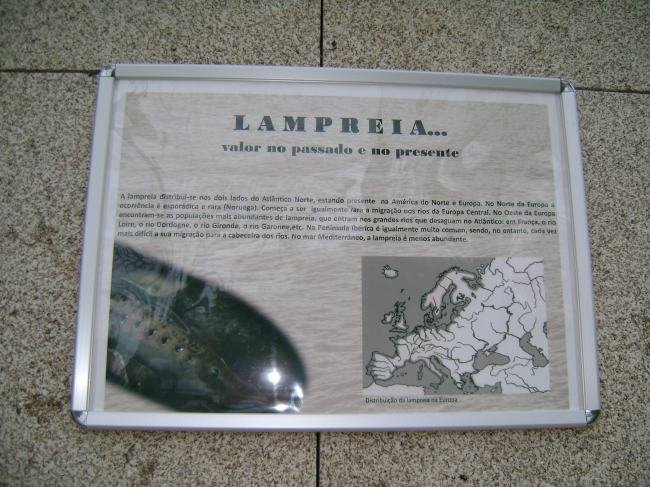 LAMPREIA...
valor no passado e no presente
A lampreia distribui-se nos dois lados do Atlântico Norte, estando presente na América do Norte e Europa. No Norte da Europa a
ocorrência é esporádica e rara (Noruega). Começa a ser igualmente rara a migração nos rios da Europa Central. No Oeste da Europa
encontram-se as populações mais abundantes de lampreia, que entram nos grandes rios que desaguam no Atlântico: em França, o rio
Loire, o rio Dordogne, o rio Gironde, o rio Garonne,etc. Na Península Ibérica é igualmente muito comum, sendo, no entanto, cada vez
mais difícil a sua migração para a cabeceira dos rios. No mar Mediterrâneo, a lampreia é menos abundante.
Distribuição da lampreia na Europa